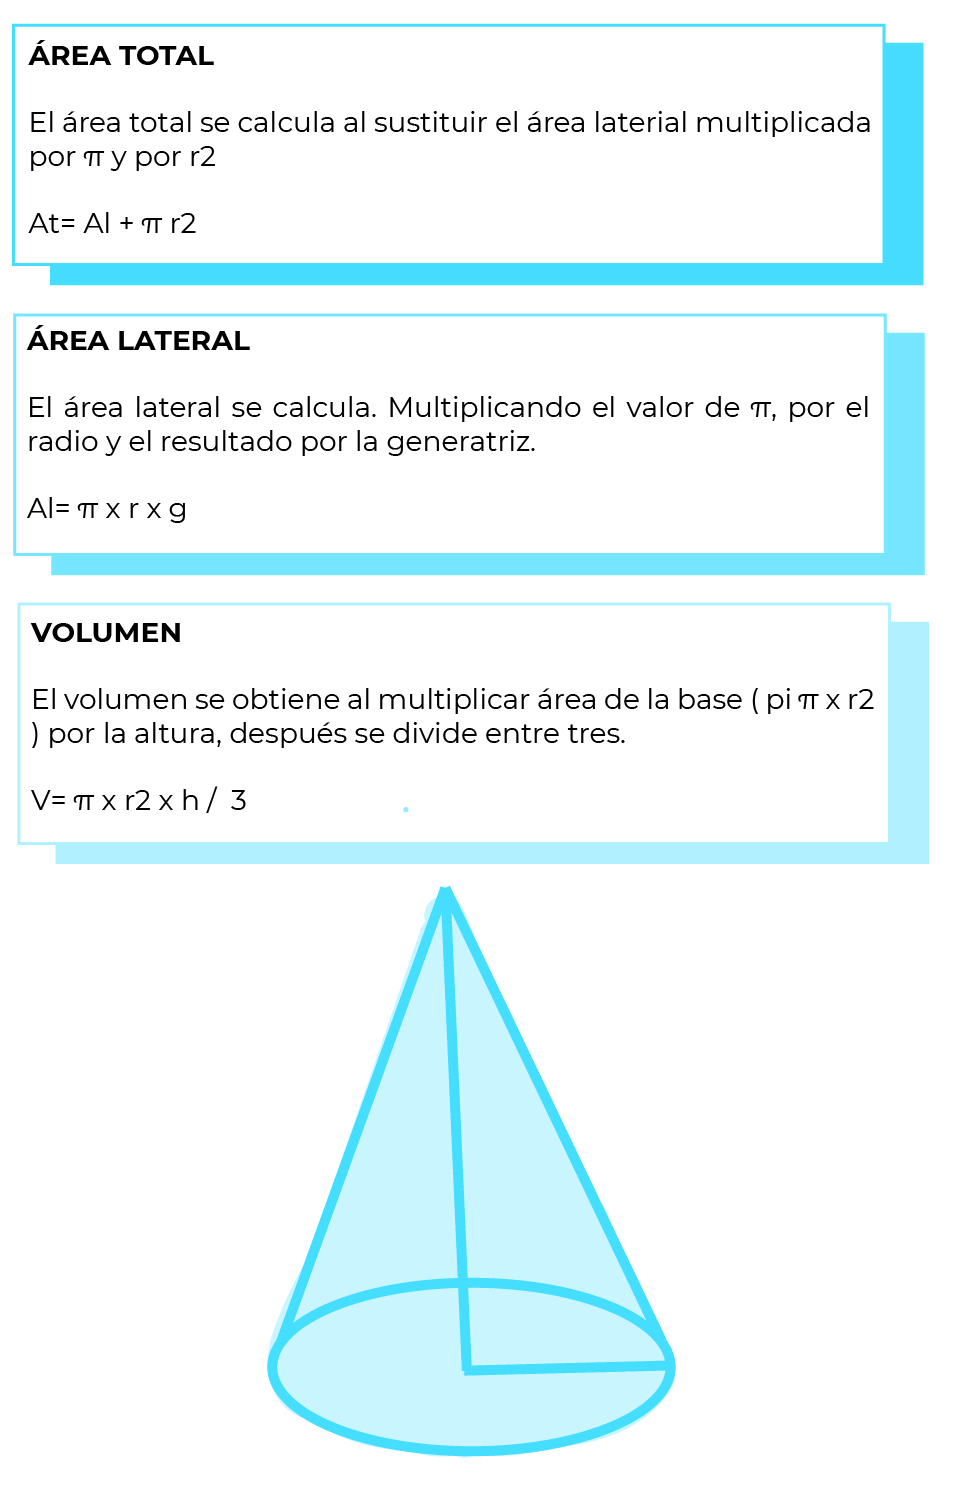 ÁREA TOTAL
El área total se calcula al sustituir el área laterial multiplicada
por π y por r2
At= Al + π r2
ÁREA LATERAL
El área lateral se calcula. Multiplicando el valor de π, por el
radio y el resultado por la generatriz.
Al= π x r x g
VOLUMEN
El volumen se obtiene al multiplicar área de la base ( pi π x r2
) por la altura, después se divide entre tres.
V= π x r2 x h / 3